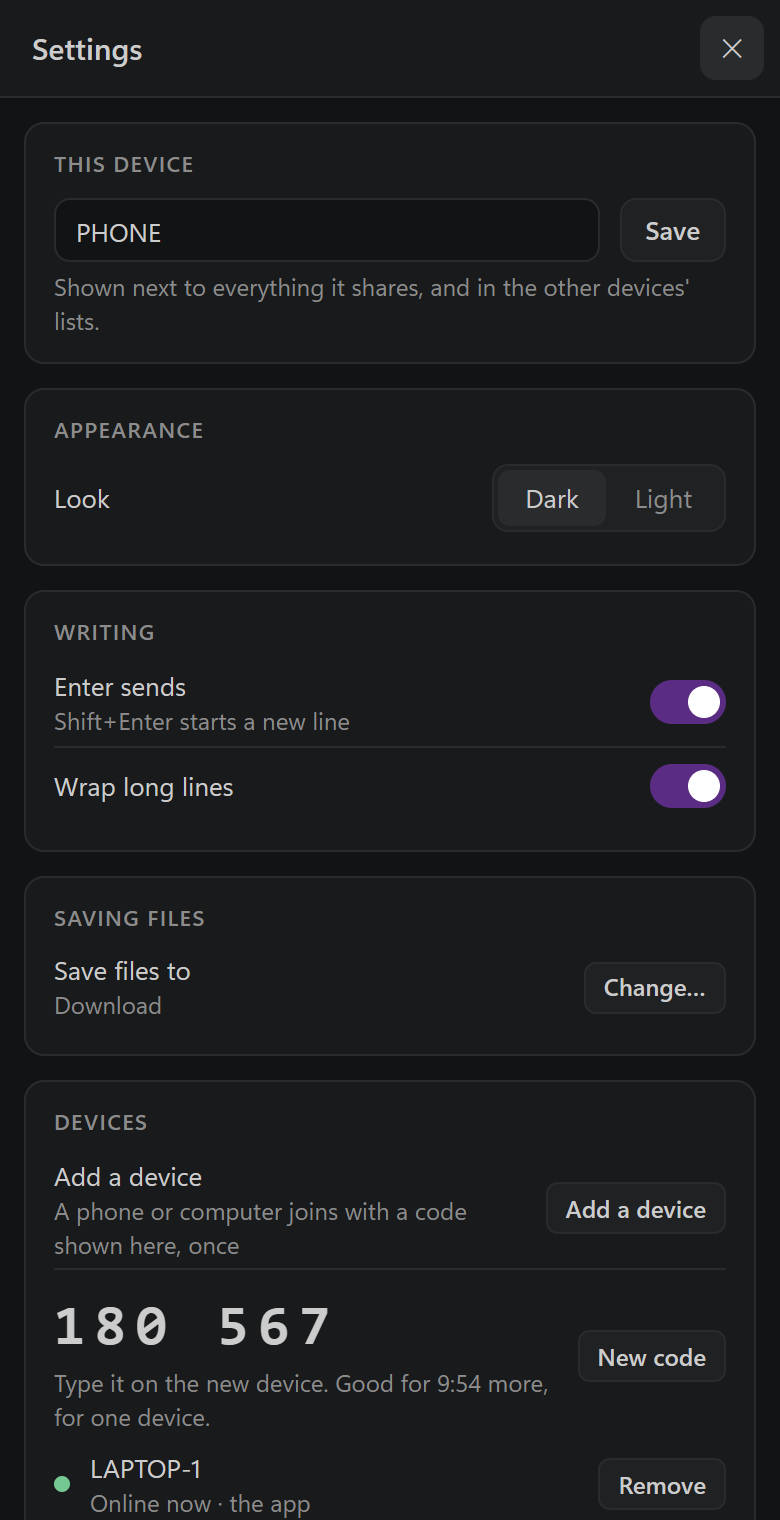 Settings
THIS DEVICE
PHONE
Save
Shown next to everything it shares, and in the other devices'
lists.
APPEARANCE
Look
Dark
Light
WRITING
Enter sends
Shift+Enter starts a new line
Wrap long lines
SAVING FILES
Save files to
Download
Change...
DEVICES
Add a device
A phone or computer joins with a code
shown here, once
Add a device
180 567
Type it on the new device. Good for 9:54 more,
for one device.
New code
LAPTOP-1
Online now · the app
Remove